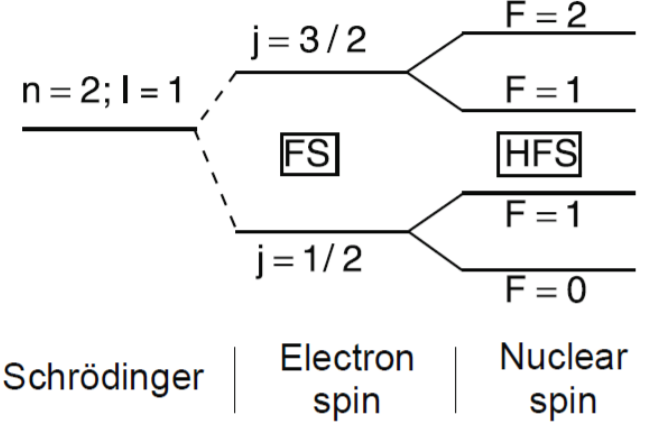 F = 2
j = 3 / 2
n = 2; l = 1
F = 1
FS
HFS
F = 1
j = 1/ 2
F = 0
Schrödinger
Electron
spin
Nuclear
spin